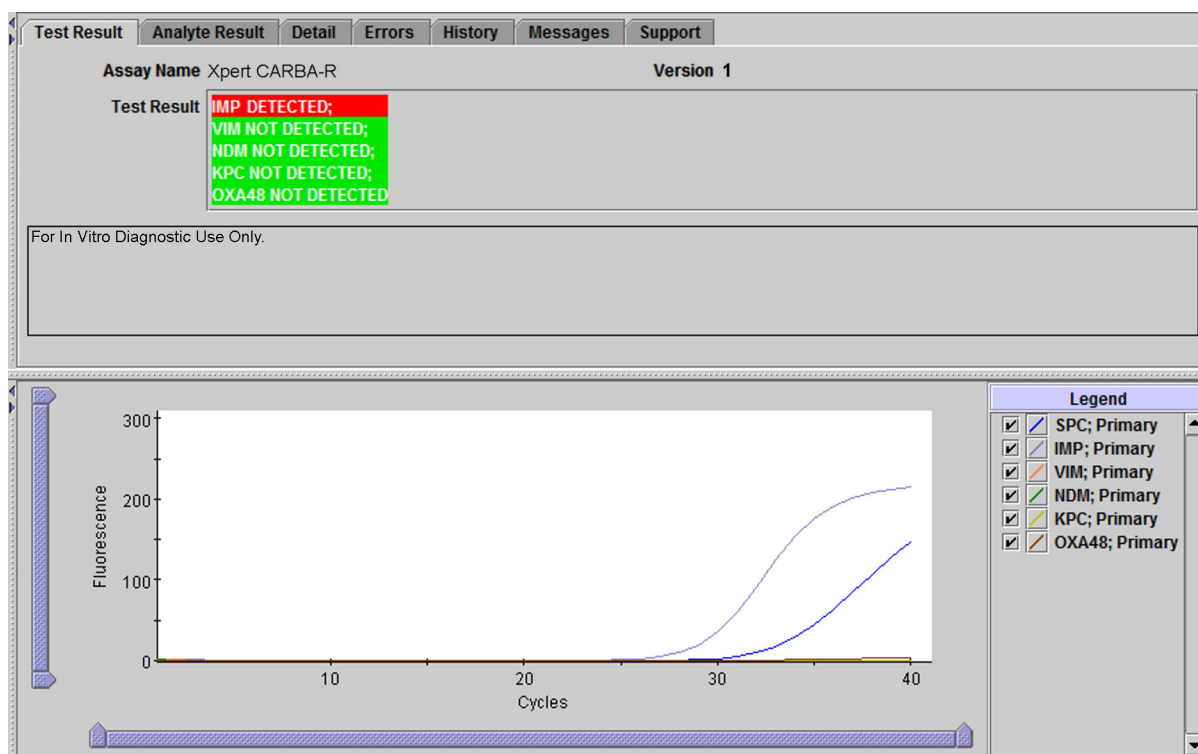 Test Result Analyte Result Detail Errors History Messages Support
Assay Name Xpert CARBA-R Version 1
Test Result IMP DETECTED;
VIM NOT DETECTED;
NDM NOT DETECTED;
KPC NOT DETECTED;
OXA48 NOT DETECTED
For In Vitro Diagnostic Use Only.
300
200
100
0
Fluorescence
10 20 30 40
Cycles
Legend
SPC; Primary
IMP; Primary
VIM; Primary
NDM; Primary
KPC; Primary
OXA48; Primary